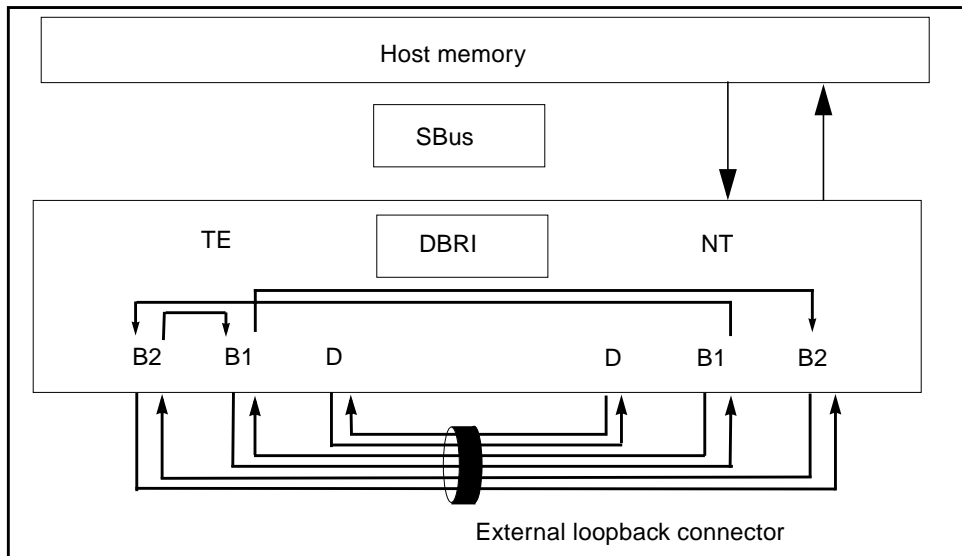 Host memory
SBus
TE DBRI NT
B2 B1 D D B1 B2
External loopback connector